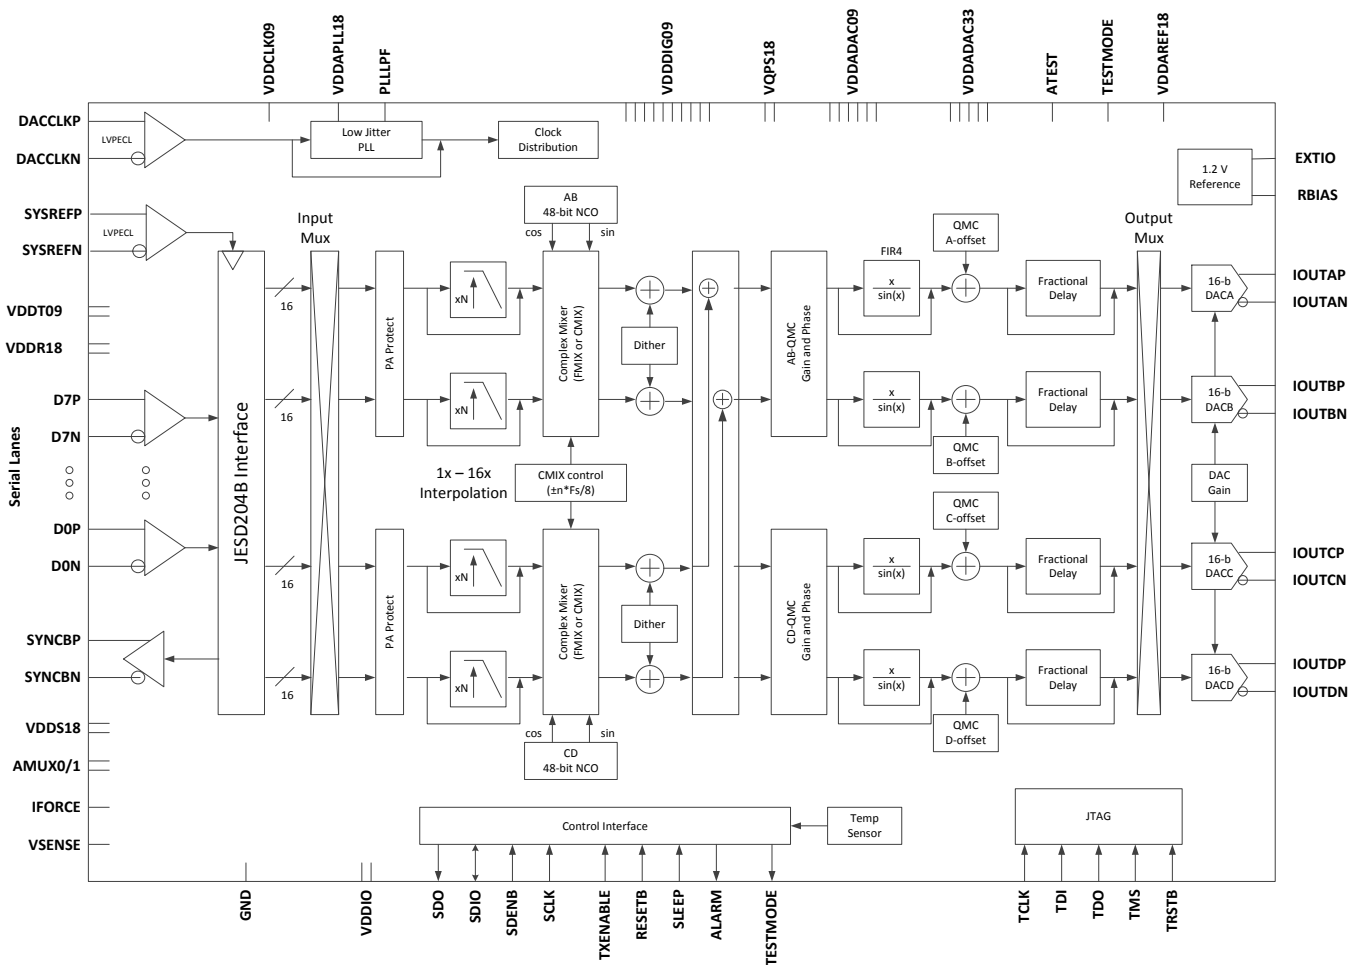 VDDCLK09
VDDAPLL18
PLLLPF
VDDDIG09
VQPS18
VDDADAC09
VDDADAC33
ATEST
TESTMODE
VDDAREF18
DACCLKP
LVPECL
DACCLKN
Low Jitter
PLL
Clock
Distribution
1.2 V
Reference
EXTIO
RBIAS
SYSREFP
LVPECL
SYSREFN
Input
Mux
AB
48-bit NCO
cos
sin
QMC
A-offset
Output
Mux
FIR4
VDDT09
VDDR18
JESD204B Interface
16
PA Protect
xN
Complex Mixer
(FMIX or CMIX)
Dither
AB-QMC
Gain and Phase
x
sin(x)
Fractional
Delay
16-b
DACA
IOUTAP
IOUTAN
D7P
D7N
16
xN
x
sin(x)
Fractional
Delay
16-b
DACB
IOUTBP
IOUTBN
QMC
B-offset
Serial Lanes
1x – 16x
Interpolation
CMIX control
(±n*Fs/8)
DAC
Gain
QMC
C-offset
D0P
D0N
16
PA Protect
xN
Complex Mixer
(FMIX or CMIX)
Dither
CD-QMC
Gain and Phase
x
sin(x)
Fractional
Delay
16-b
DACC
IOUTCP
IOUTCN
SYNCBP
SYNCBN
16
xN
x
sin(x)
Fractional
Delay
16-b
DACD
IOUTDP
IOUTDN
VDDS18
cos
sin
CD
48-bit NCO
QMC
D-offset
AMUX0/1
IFORCE
VSENSE
Control Interface
Temp
Sensor
JTAG
GND
VDDIO
SDO
SDIO
SDENB
SCLK
TXENABLE
RESETB
SLEEP
ALARM
TESTMODE
TCLK
TDI
TDO
TMS
TRSTB